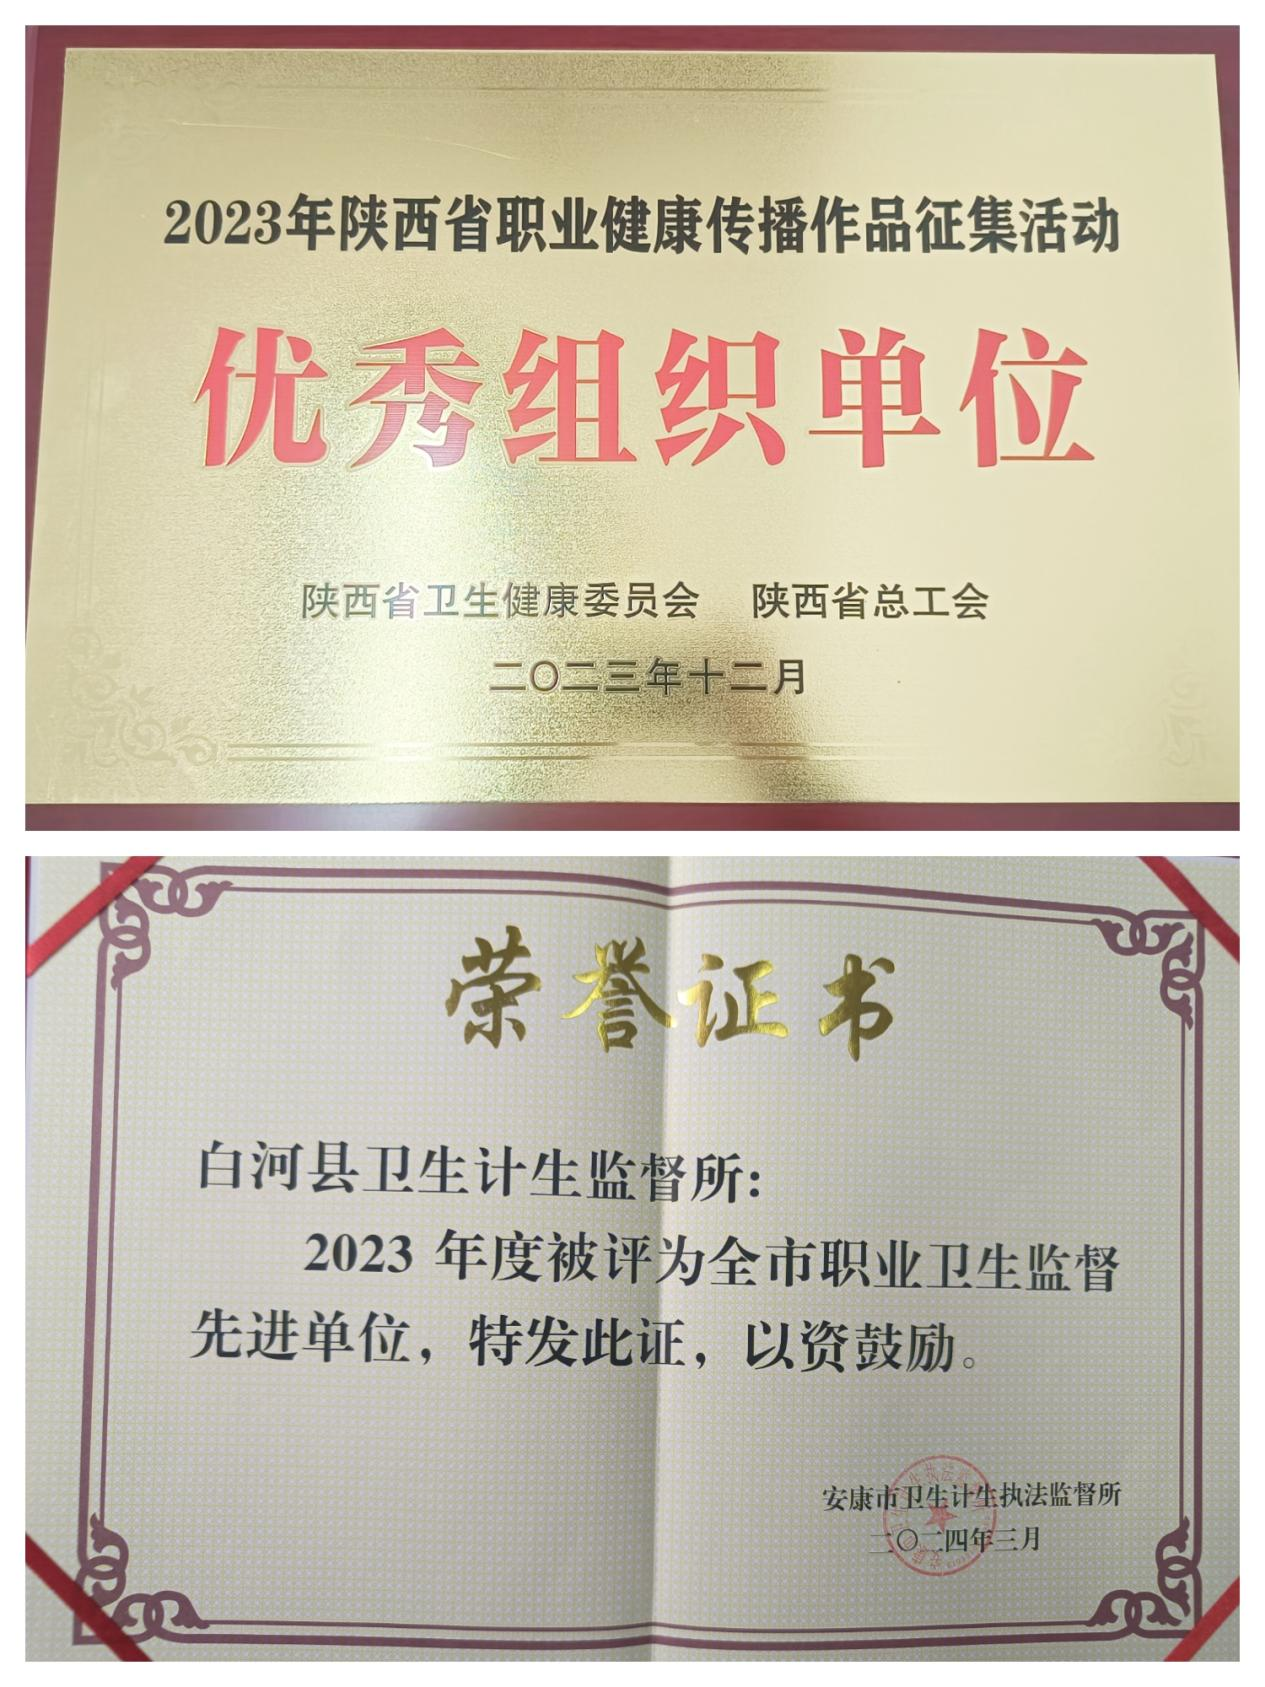 2023年陕西省职业健康传播作品征集活动
优秀组织单位
陕西省卫生健康委员会 陕西省总工会
二〇二三年十二月
荣誉证书
白河县卫生计生监督所：
2023 年度被评为全市职业卫生监督
先进单位，特发此证，以资鼓励。
安康市卫生计生执法监督所
二〇二四年三月